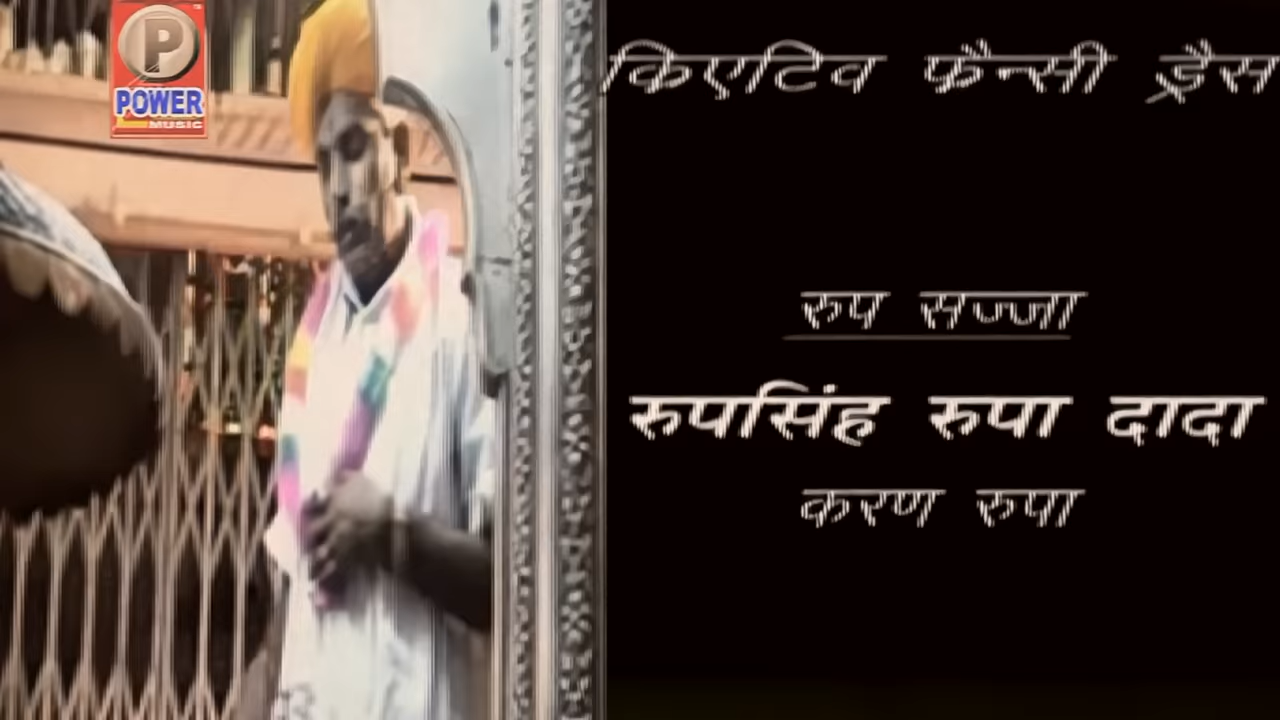 P
POWER
MUSIC
किएटिव फैन्सी ड्रैस
रुप सज्जा
रुपसिंह रुपा दादा
करण रुपा